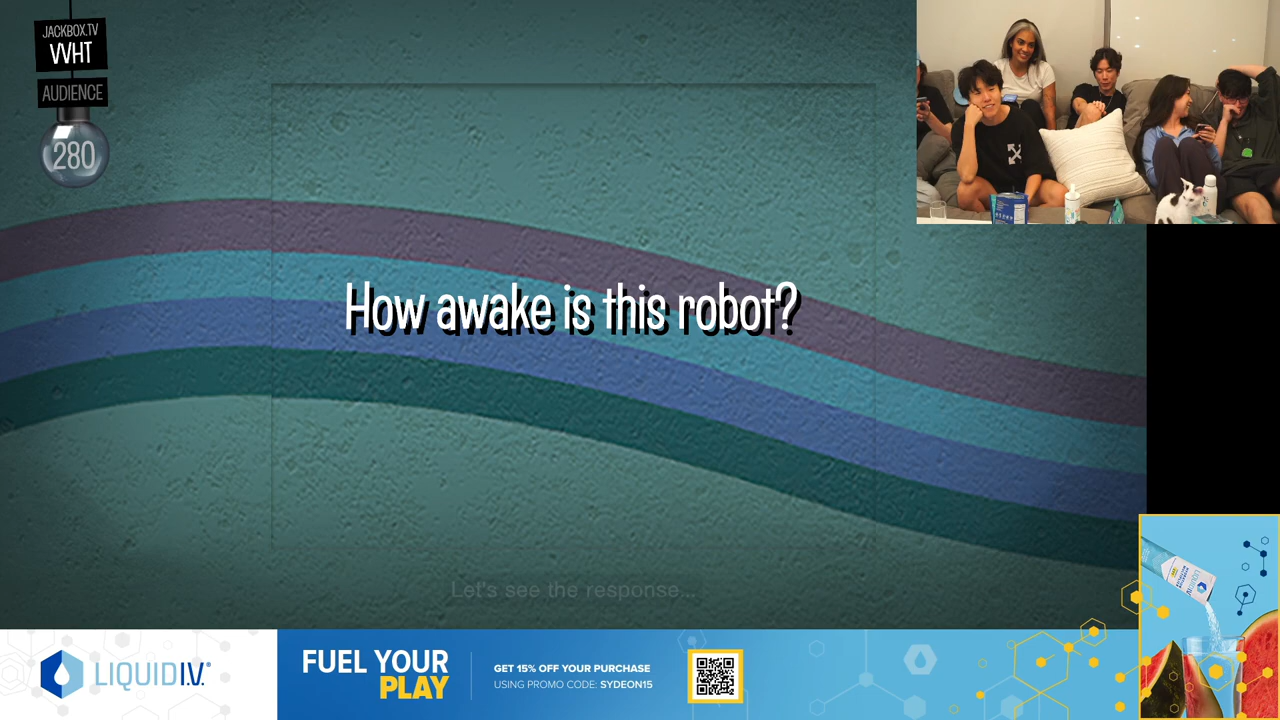 JACKBOX.TV
VVHT
AUDIENCE
280
How awake is this robot?
Let's see the response...
LIQUID I.V.
FUEL YOUR
PLAY
GET 15% OFF YOUR PURCHASE
USING PROMO CODE: SYDEON15